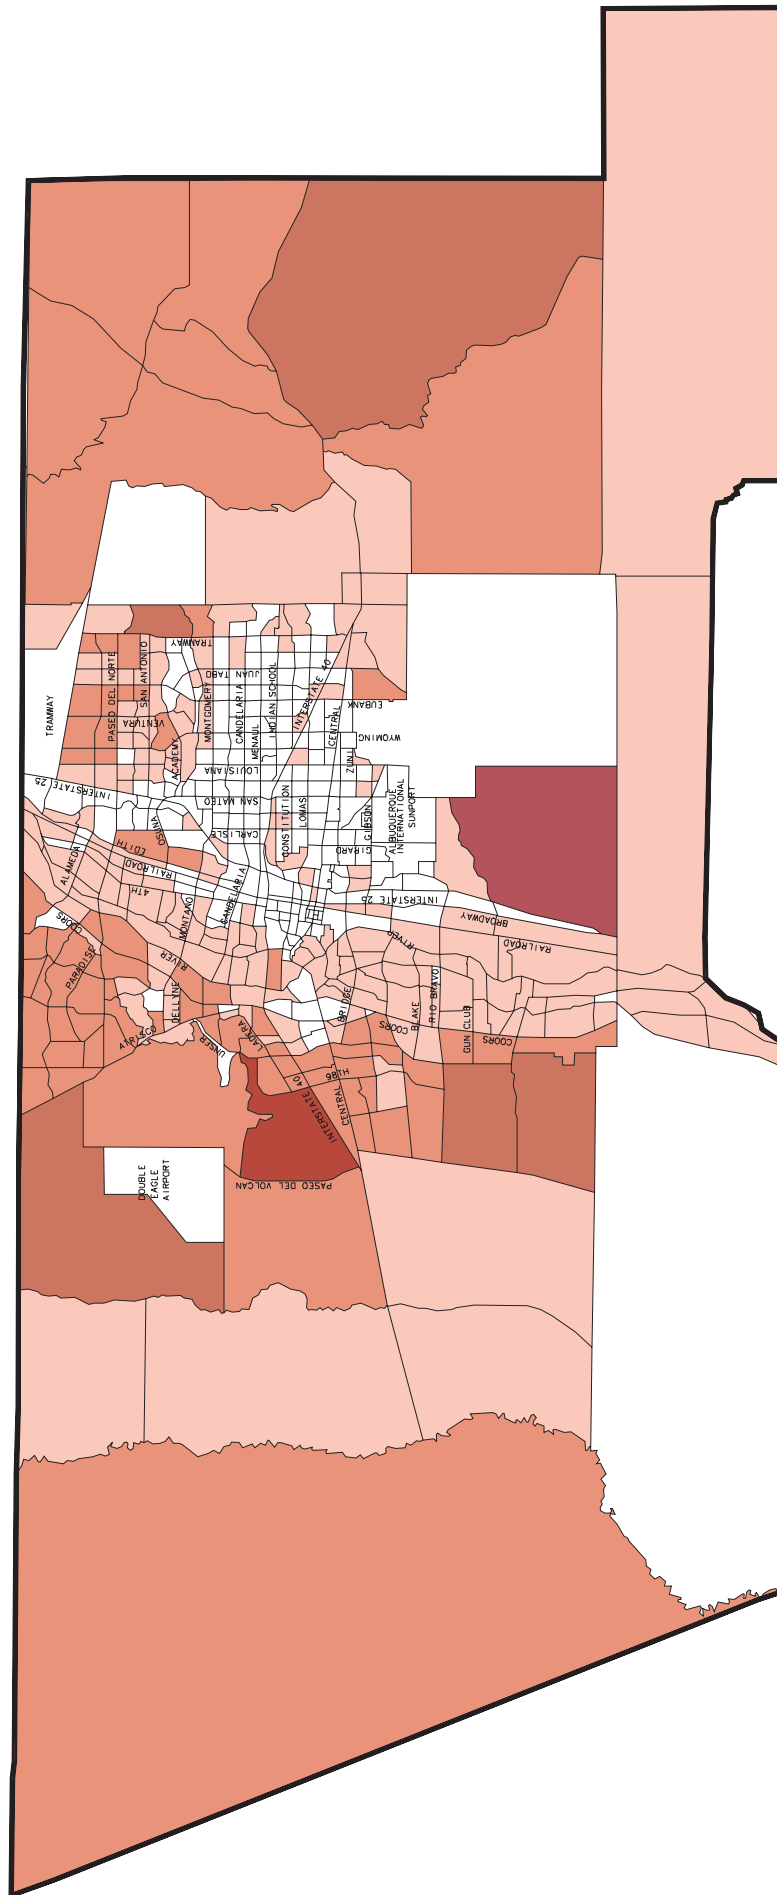 TRAMWAY
PASEO DEL NORTE
SAN ANTONIO
TRAMWAY
JUAN TABO
MONTGOMERY
CANDELARIA
MENAUL
INDIAN SCHOOL
INTERSTATE 40
EUBANK
CENTRAL
WYOMING
VENTURA
ACADEMY
LOUISIANA
ZUNI
INTERSTATE 25
SAN MATEO
CONSTITUTION
LOMAS
GIBSON
ALBUQUERQUE
INTERNATIONAL
SUNPORT
OSUNA
CARLISLE
GIRARD
EDITH
ALAMEDA
RAILROAD
4TH
MONTANO
CANDELARIA
INTERSTATE 25
BROADWAY
COORS
RIVER
RAILROAD
PARADISE
RIVER
DELLYNE
BRIDGE
BLAKE
RIO BRAVO
GUN CLUB
ATRISCO
UNSER
LADERA
COORS
COORS
98TH
INTERSTATE 40
CENTRAL
DOUBLE
EAGLE
AIRPORT
PASEO DEL VOLCAN